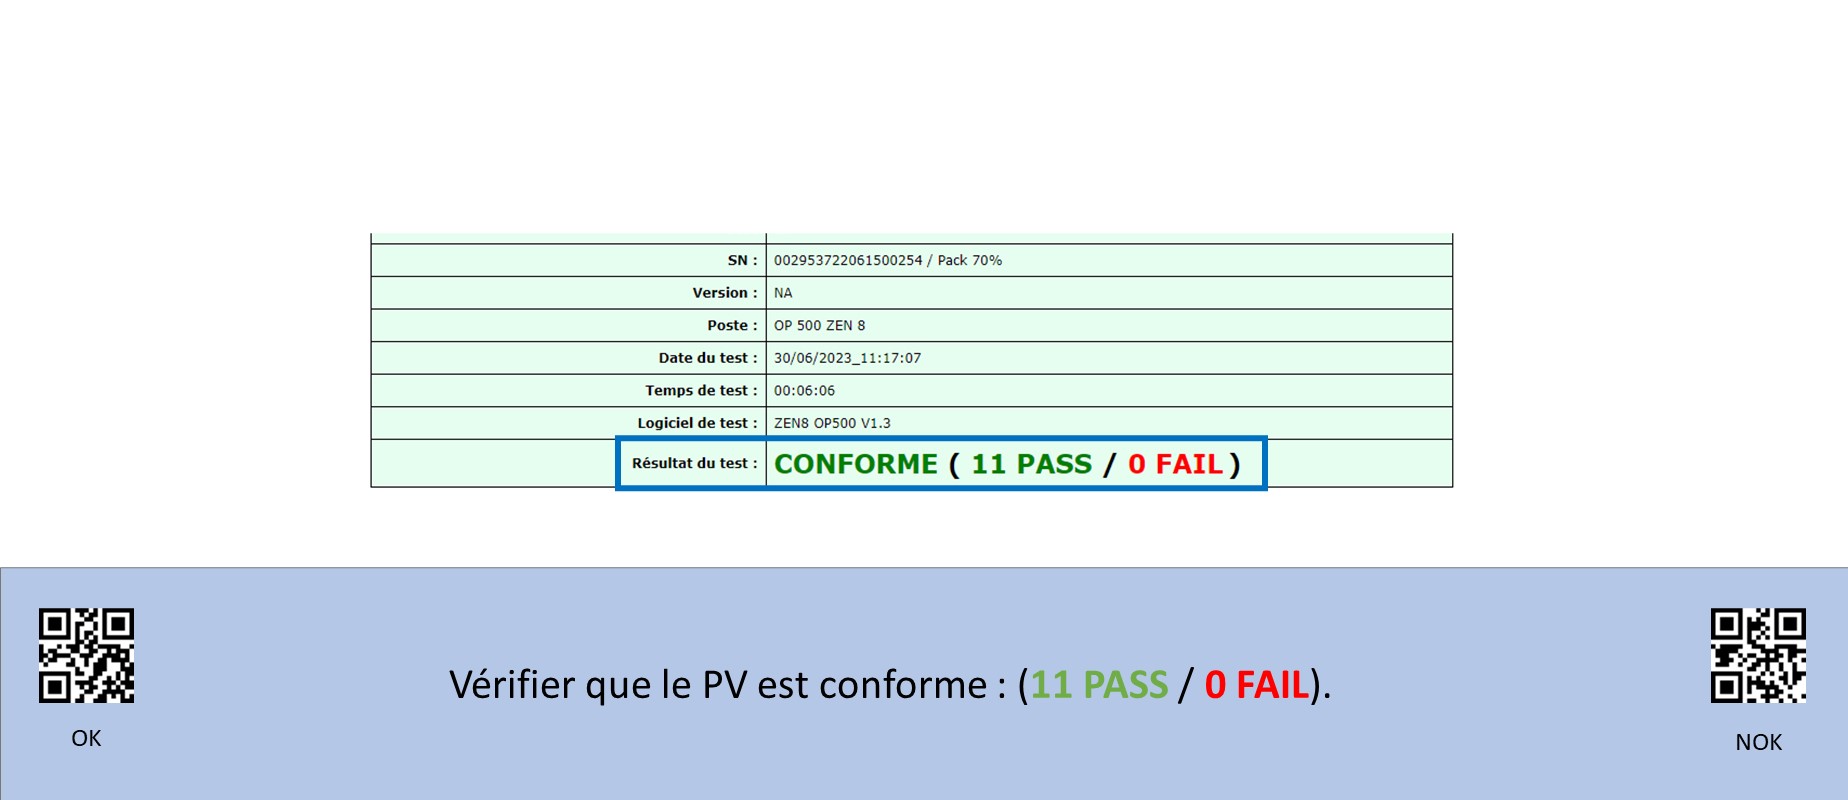 SN : 002953722061500254 / Pack 70%
Version : NA
Poste : OP 500 ZEN 8
Date du test : 30/06/2023_11:17:07
Temps de test : 00:06:06
Logiciel de test : ZEN8 OP500 V1.3
Résultat du test : CONFORME ( 11 PASS / 0 FAIL )
Vérifier que le PV est conforme : (11 PASS / 0 FAIL).
OK
NOK